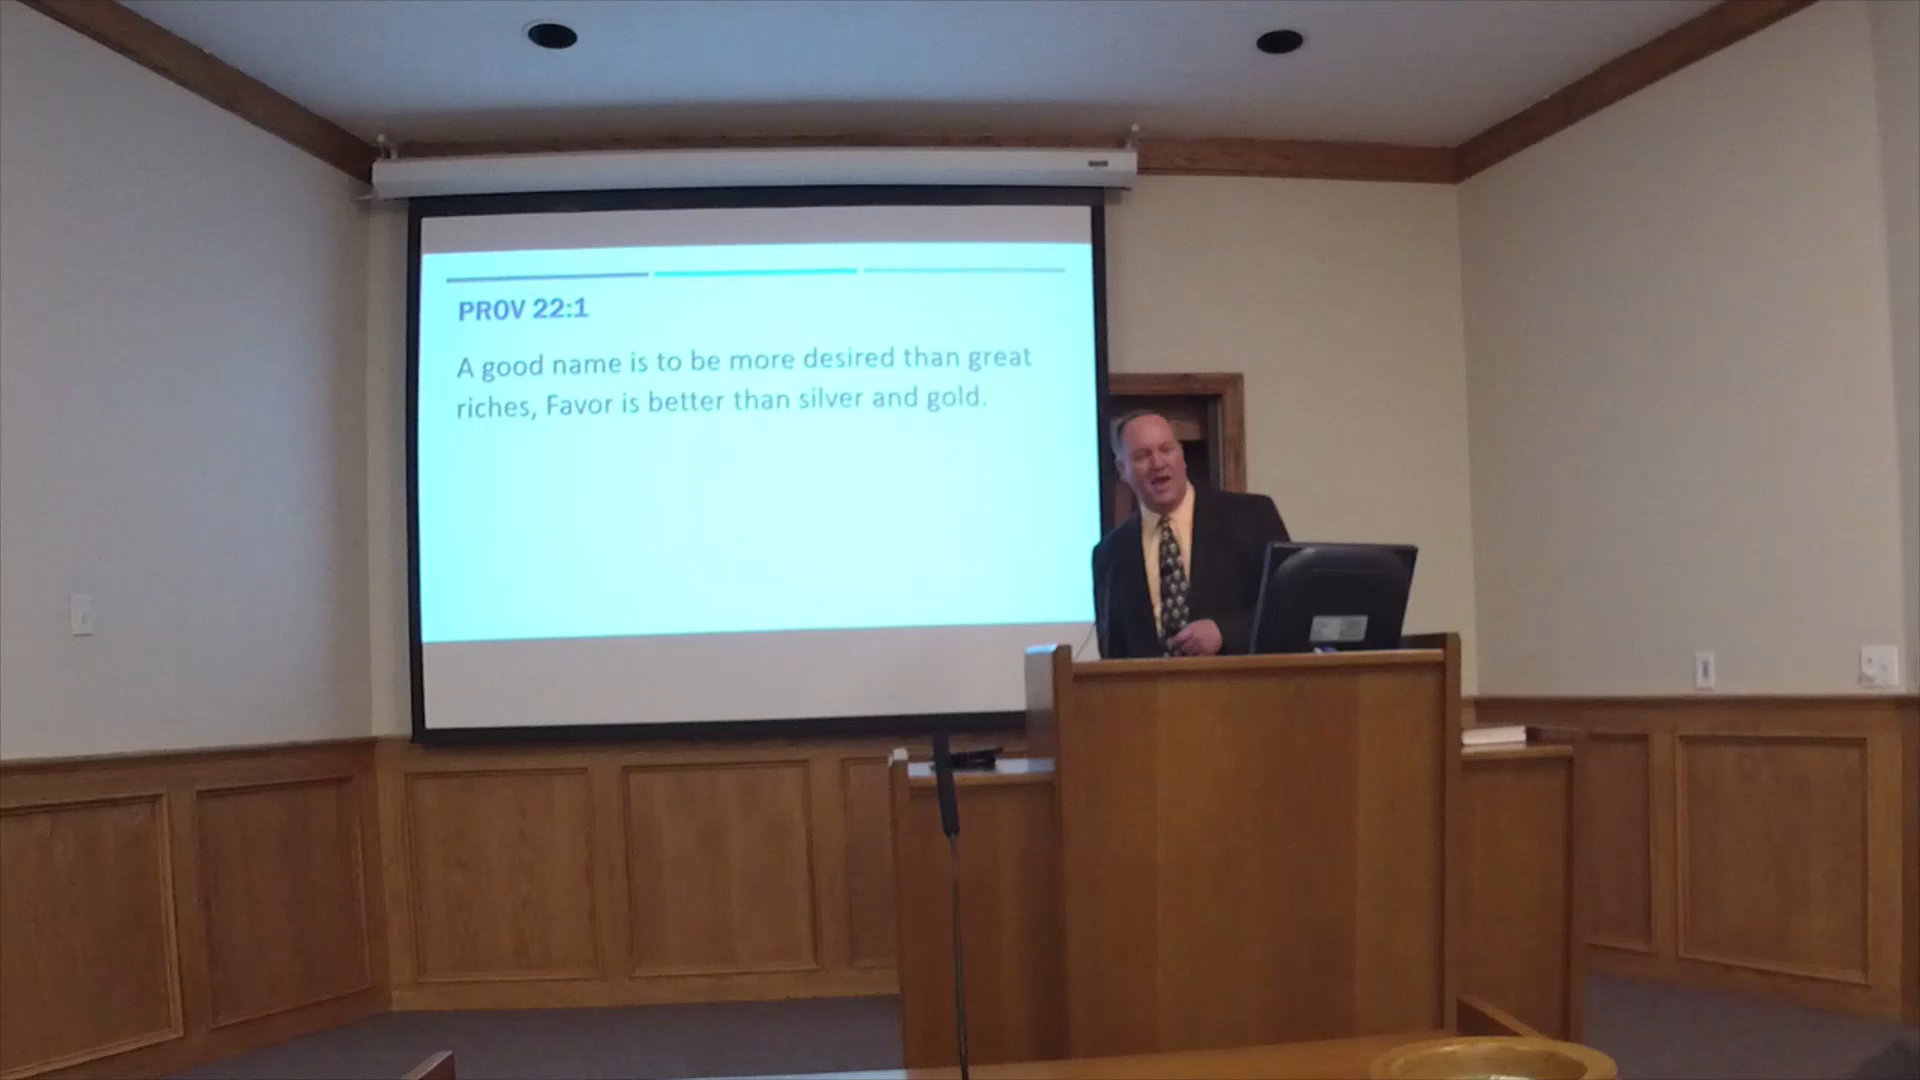 PROV 22:1
A good name is to be more desired than great
riches, Favor is better than silver and gold.